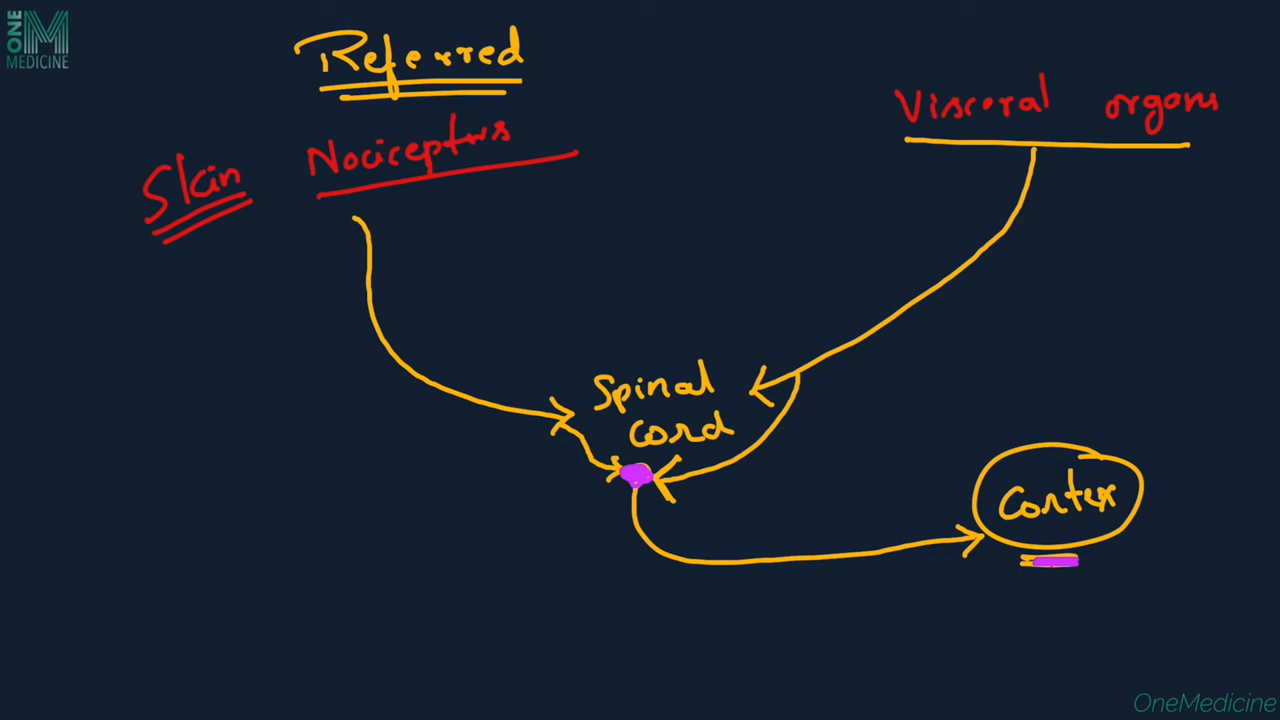 ONE
MEDICINE
Referred
Visceral organs
Skin Nociceptors
Spinal
cord
Cortex
OneMedicine